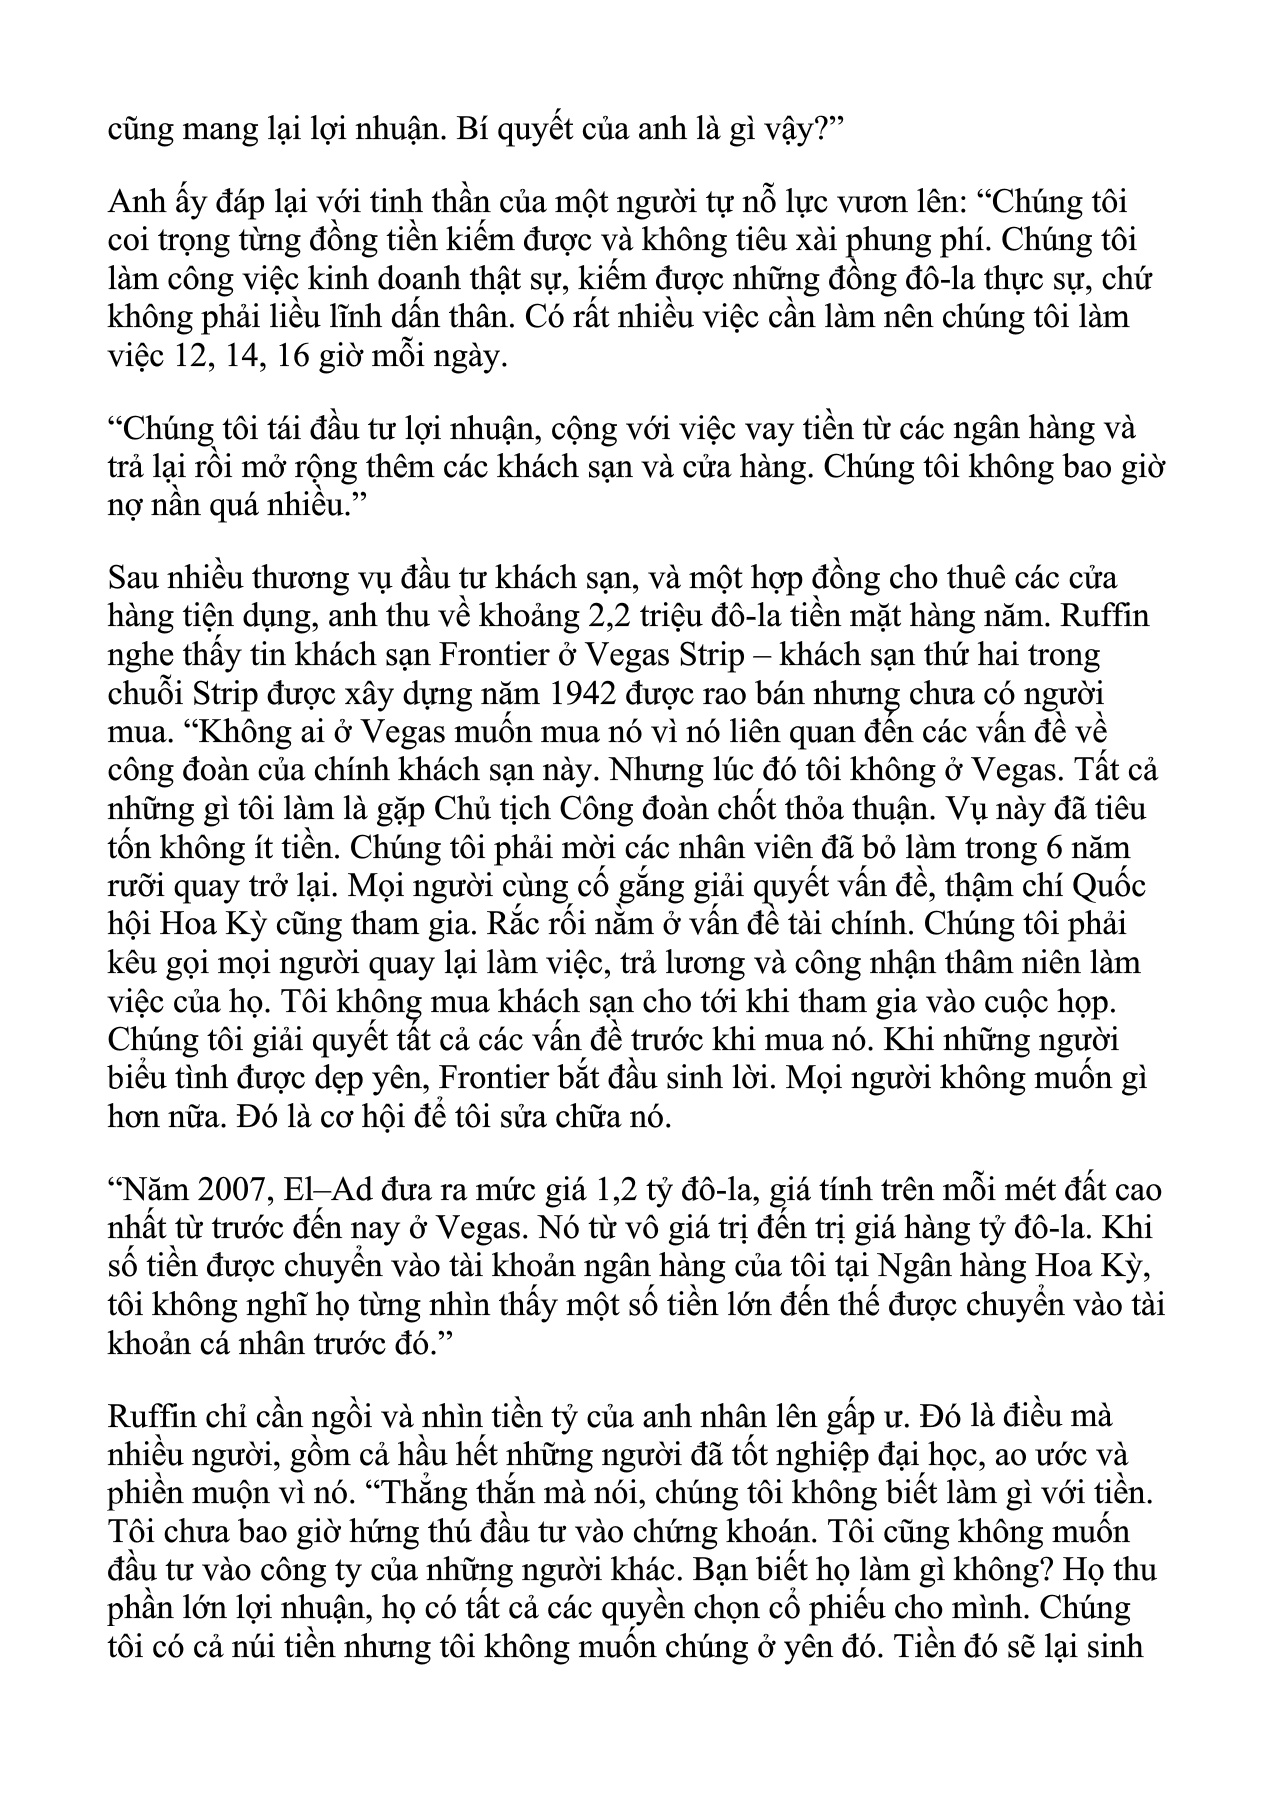 cũng mang lại lợi nhuận. Bí quyết của anh là gì vậy?”
Anh ấy đáp lại với tinh thần của một người tự nỗ lực vươn lên: “Chúng tôi
coi trọng từng đồng tiền kiếm được và không tiêu xài phung phí. Chúng tôi
làm công việc kinh doanh thật sự, kiếm được những đồng đô-la thực sự, chứ
không phải liều lĩnh dấn thân. Có rất nhiều việc cần làm nên chúng tôi làm
việc 12, 14, 16 giờ mỗi ngày.
“Chúng tôi tái đầu tư lợi nhuận, cộng với việc vay tiền từ các ngân hàng và
trả lại rồi mở rộng thêm các khách sạn và cửa hàng. Chúng tôi không bao giờ
nợ nần quá nhiều.”
Sau nhiều thương vụ đầu tư khách sạn, và một hợp đồng cho thuê các cửa
hàng tiện dụng, anh thu về khoảng 2,2 triệu đô-la tiền mặt hàng năm. Ruffin
nghe thấy tin khách sạn Frontier ở Vegas Strip – khách sạn thứ hai trong
chuỗi Strip được xây dựng năm 1942 được rao bán nhưng chưa có người
mua. “Không ai ở Vegas muốn mua nó vì nó liên quan đến các vấn đề về
công đoàn của chính khách sạn này. Nhưng lúc đó tôi không ở Vegas. Tất cả
những gì tôi làm là gặp Chủ tịch Công đoàn chốt thỏa thuận. Vụ này đã tiêu
tốn không ít tiền. Chúng tôi phải mời các nhân viên đã bỏ làm trong 6 năm
rưỡi quay trở lại. Mọi người cùng cố gắng giải quyết vấn đề, thậm chí Quốc
hội Hoa Kỳ cũng tham gia. Rắc rối nằm ở vấn đề tài chính. Chúng tôi phải
kêu gọi mọi người quay lại làm việc, trả lương và công nhận thâm niên làm
việc của họ. Tôi không mua khách sạn cho tới khi tham gia vào cuộc họp.
Chúng tôi giải quyết tất cả các vấn đề trước khi mua nó. Khi những người
biểu tình được dẹp yên, Frontier bắt đầu sinh lời. Mọi người không muốn gì
hơn nữa. Đó là cơ hội để tôi sửa chữa nó.
“Năm 2007, El–Ad đưa ra mức giá 1,2 tỷ đô-la, giá tính trên mỗi mét đất cao
nhất từ trước đến nay ở Vegas. Nó từ vô giá trị đến trị giá hàng tỷ đô-la. Khi
số tiền được chuyển vào tài khoản ngân hàng của tôi tại Ngân hàng Hoa Kỳ,
tôi không nghĩ họ từng nhìn thấy một số tiền lớn đến thế được chuyển vào tài
khoản cá nhân trước đó.”
Ruffin chỉ cần ngồi và nhìn tiền tỷ của anh nhân lên gấp ư. Đó là điều mà
nhiều người, gồm cả hầu hết những người đã tốt nghiệp đại học, ao ước và
phiền muộn vì nó. “Thẳng thắn mà nói, chúng tôi không biết làm gì với tiền.
Tôi chưa bao giờ hứng thú đầu tư vào chứng khoán. Tôi cũng không muốn
đầu tư vào công ty của những người khác. Bạn biết họ làm gì không? Họ thu
phần lớn lợi nhuận, họ có tất cả các quyền chọn cổ phiếu cho mình. Chúng
tôi có cả núi tiền nhưng tôi không muốn chúng ở yên đó. Tiền đó sẽ lại sinh